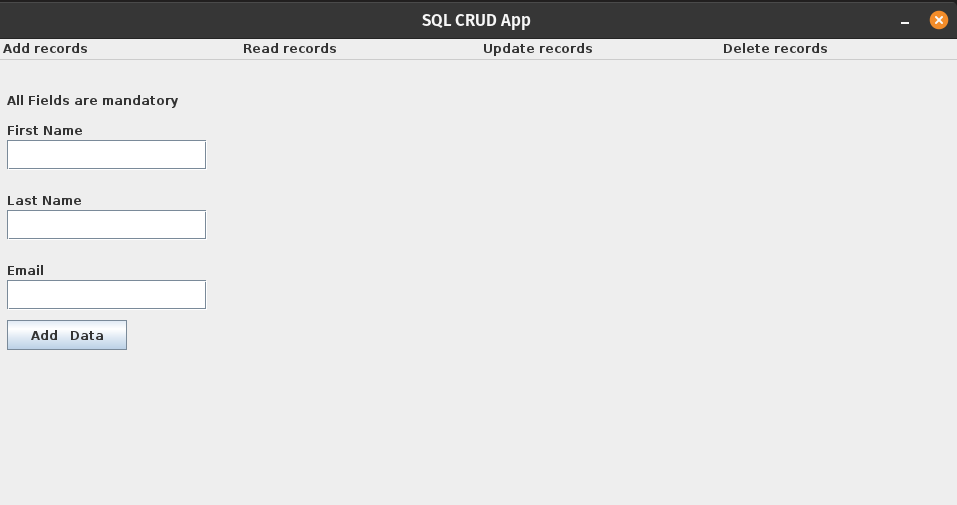 SQL CRUD App
Add records Read records Update records Delete records
All Fields are mandatory
First Name
Last Name
Email
Add Data